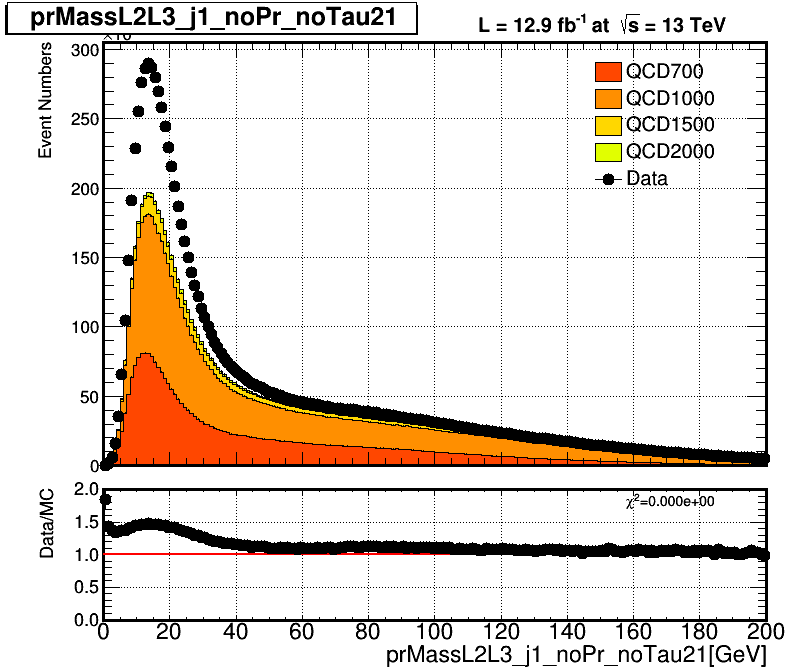 prMassL2L3_j1_noPr_noTau21
L = 12.9 fb⁻¹ at √s = 13 TeV
Event Numbers
300
250
200
150
100
50
0
QCD700
QCD1000
QCD1500
QCD2000
Data
Data/MC
2.0
1.5
1.0
0.5
0.0
χ²=0.000e+00
0 20 40 60 80 100 120 140 160 180 200
prMassL2L3_j1_noPr_noTau21[GeV]